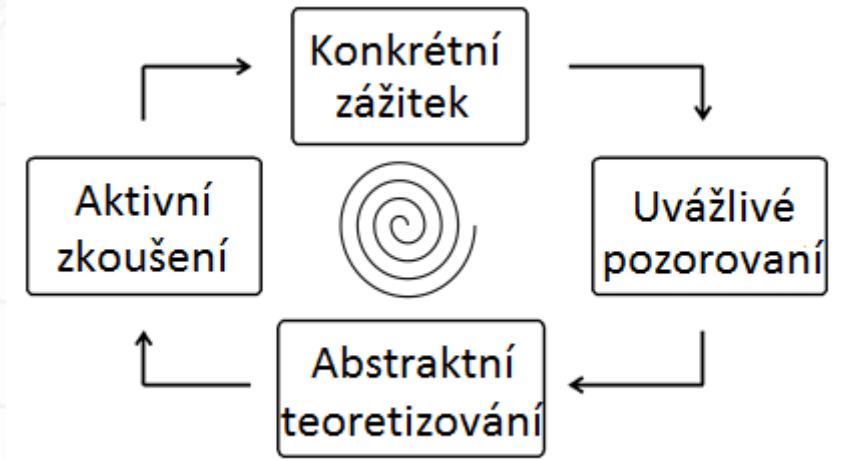 Konkrétní
zážitek
Uvážlivé
pozorovaní
Abstraktní
teoretizování
Aktivní
zkoušení